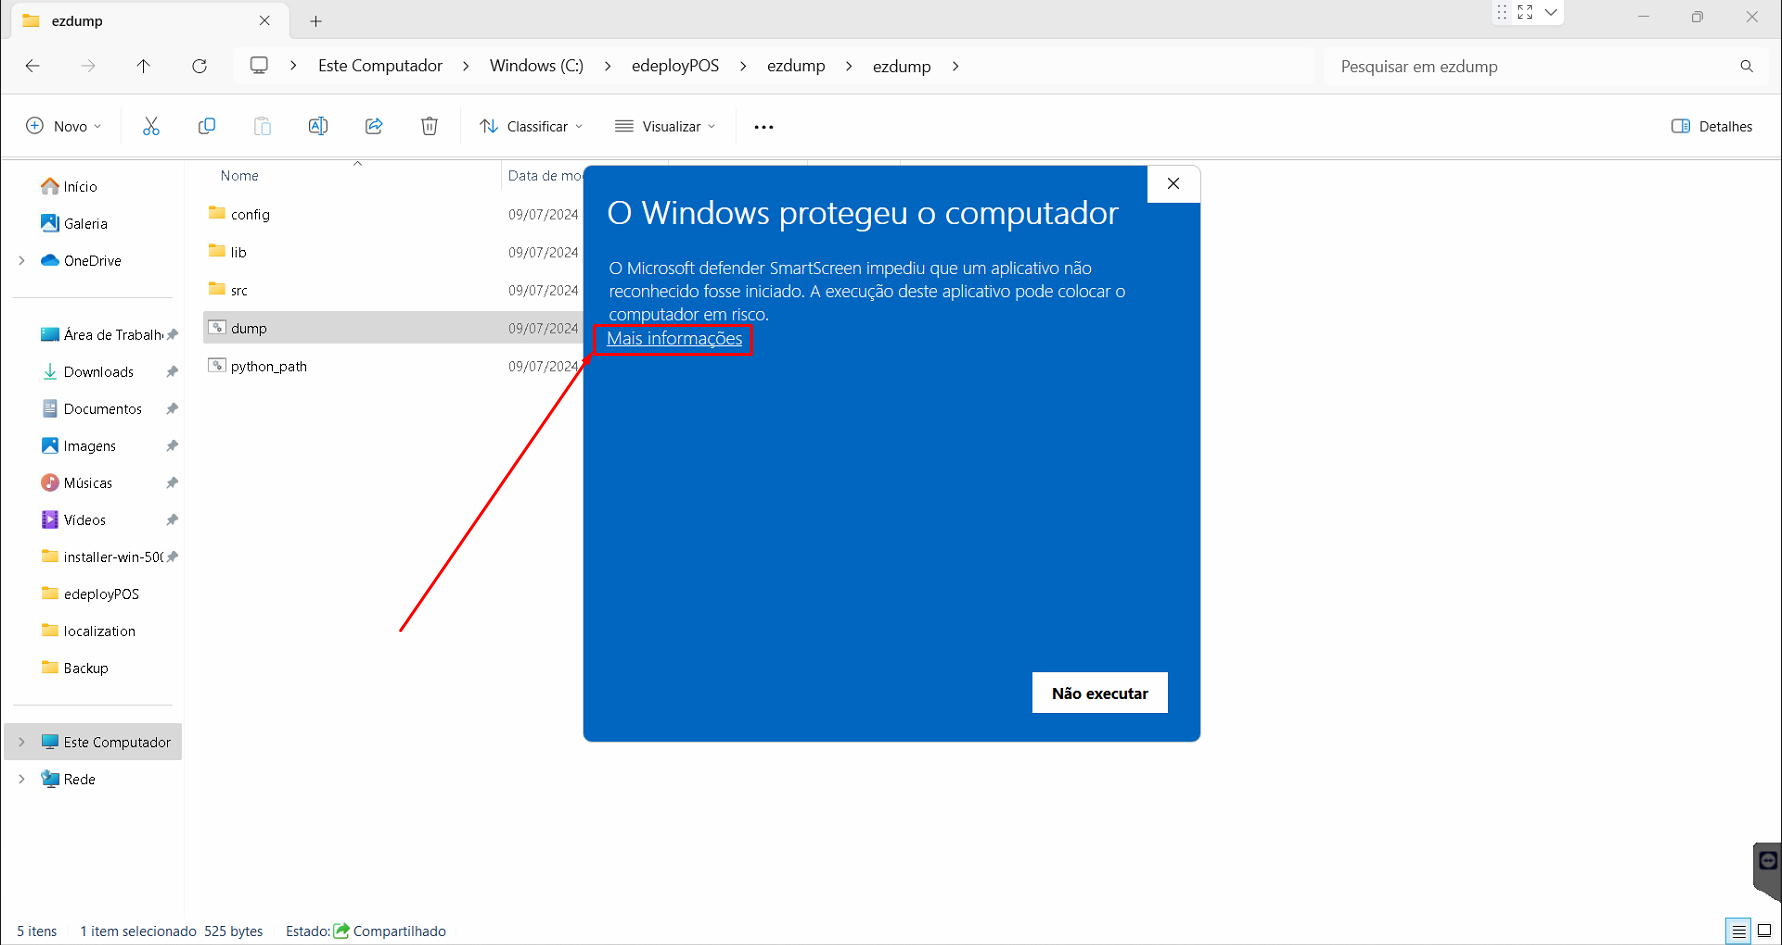 ezdump
Este Computador
Windows (C:)
edeployPOS
ezdump
ezdump
Pesquisar em ezdump
Novo
Classificar
Visualizar
Detalhes
Início
Galeria
OneDrive
Área de Trabalh
Downloads
Documentos
Imagens
Músicas
Vídeos
installer-win-50
edeployPOS
localization
Backup
Este Computador
Rede
Nome
Data de mo
config
09/07/2024
lib
09/07/2024
src
09/07/2024
dump
09/07/2024
python_path
09/07/2024
O Windows protegeu o computador
O Microsoft defender SmartScreen impediu que um aplicativo não
reconhecido fosse iniciado. A execução deste aplicativo pode colocar o
computador em risco.
Mais informações
Não executar
5 itens
1 item selecionado 525 bytes
Estado: Compartilhado